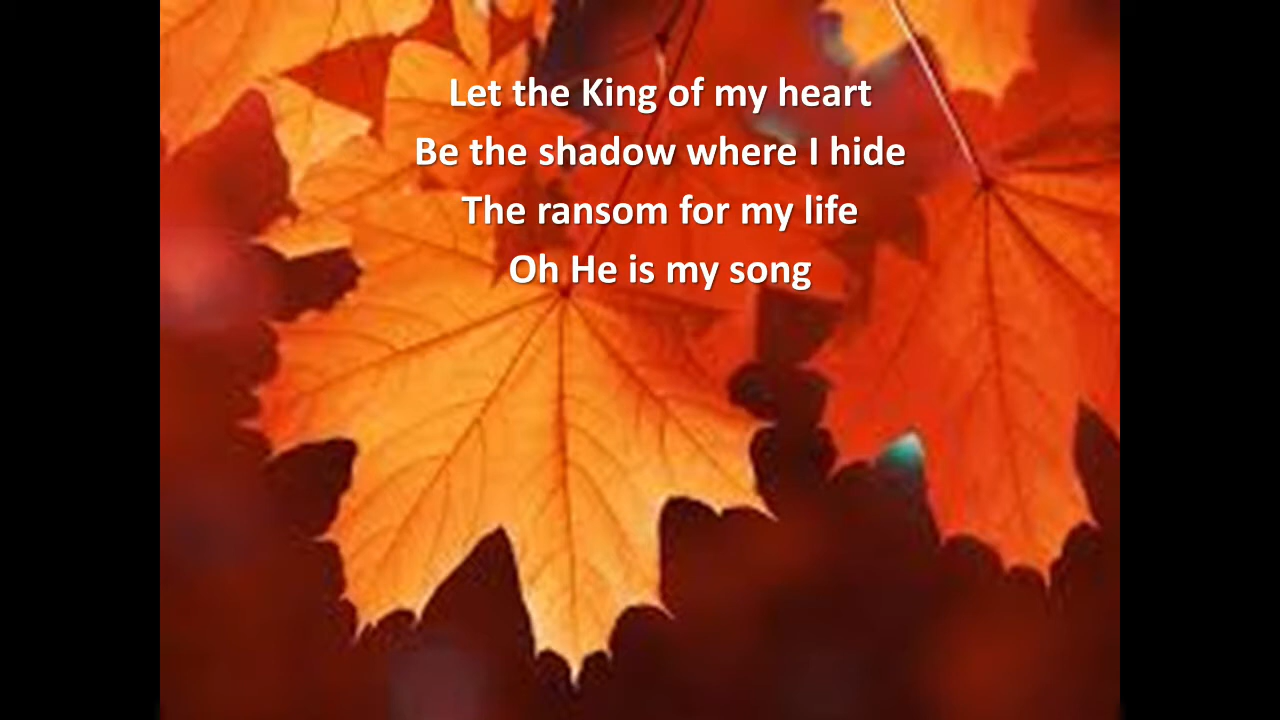 Let the King of my heart
Be the shadow where I hide
The ransom for my life
Oh He is my song